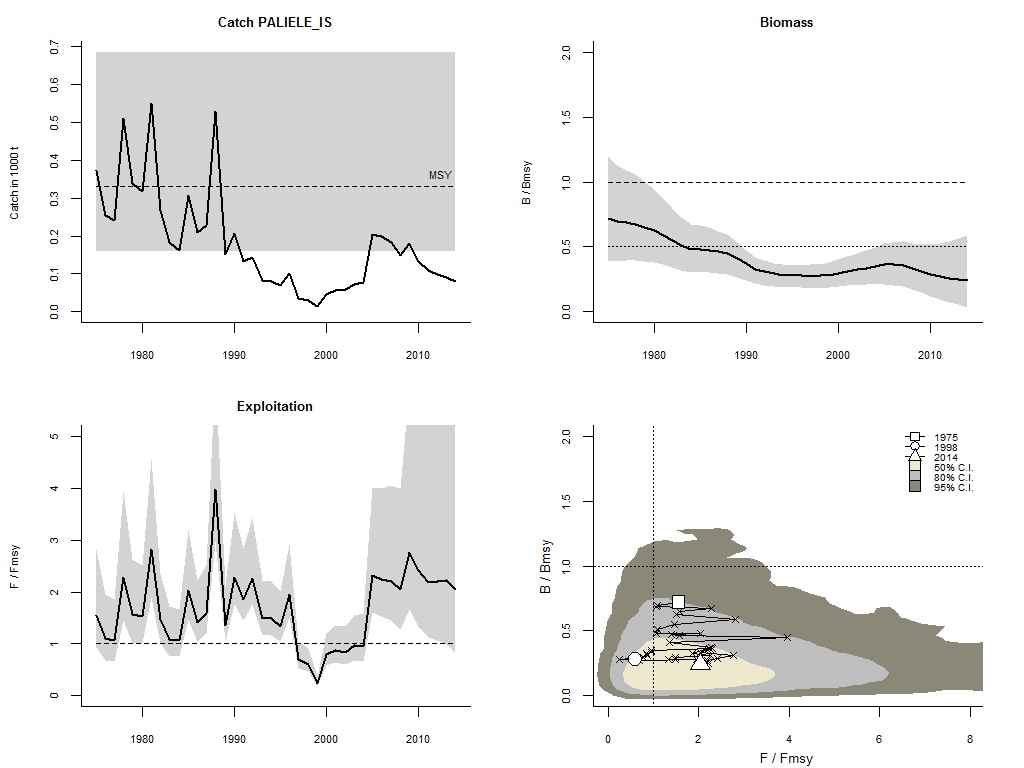 Catch PALIELE_IS
Catch in 1000 t
0.7
0.6
0.5
0.4
0.3
0.2
0.1
0.0
MSY
1980 1990 2000 2010
Biomass
B / Bmsy
2.0
1.5
1.0
0.5
0.0
1980 1990 2000 2010
Exploitation
F / Fmsy
5
4
3
2
1
0
1980 1990 2000 2010
B / Bmsy
2.0
1.5
1.0
0.5
0.0
1975
1998
2014
50% C.I.
80% C.I.
95% C.I.
0 2 4 6 8
F / Fmsy